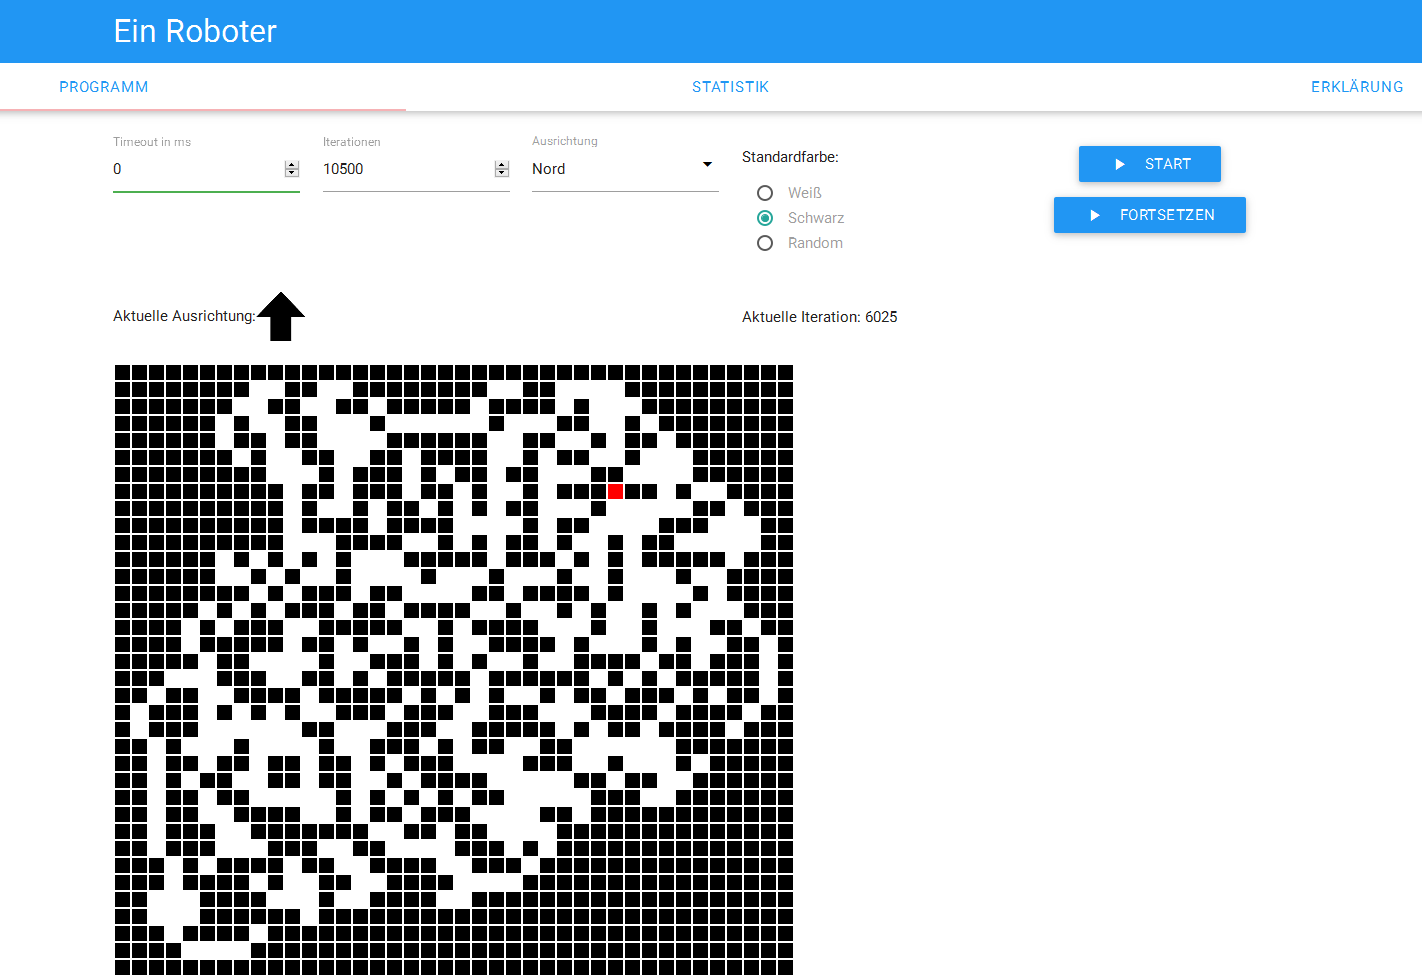 Ein Roboter
PROGRAMM STATISTIK ERKLÄRUNG
Timeout in ms Iterationen Ausrichtung
0 10500 Nord
Standardfarbe:
Weiß
Schwarz
Random
START
FORTSETZEN
Aktuelle Ausrichtung: Aktuelle Iteration: 6025